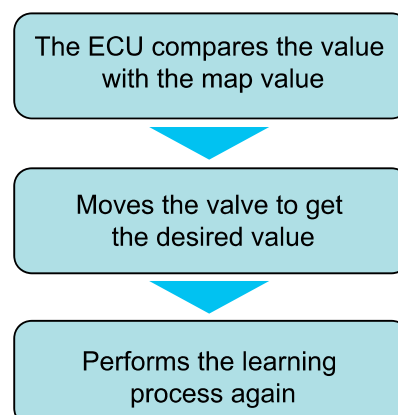 The ECU compares the value
with the map value
Moves the valve to get
the desired value
Performs the learning
process again